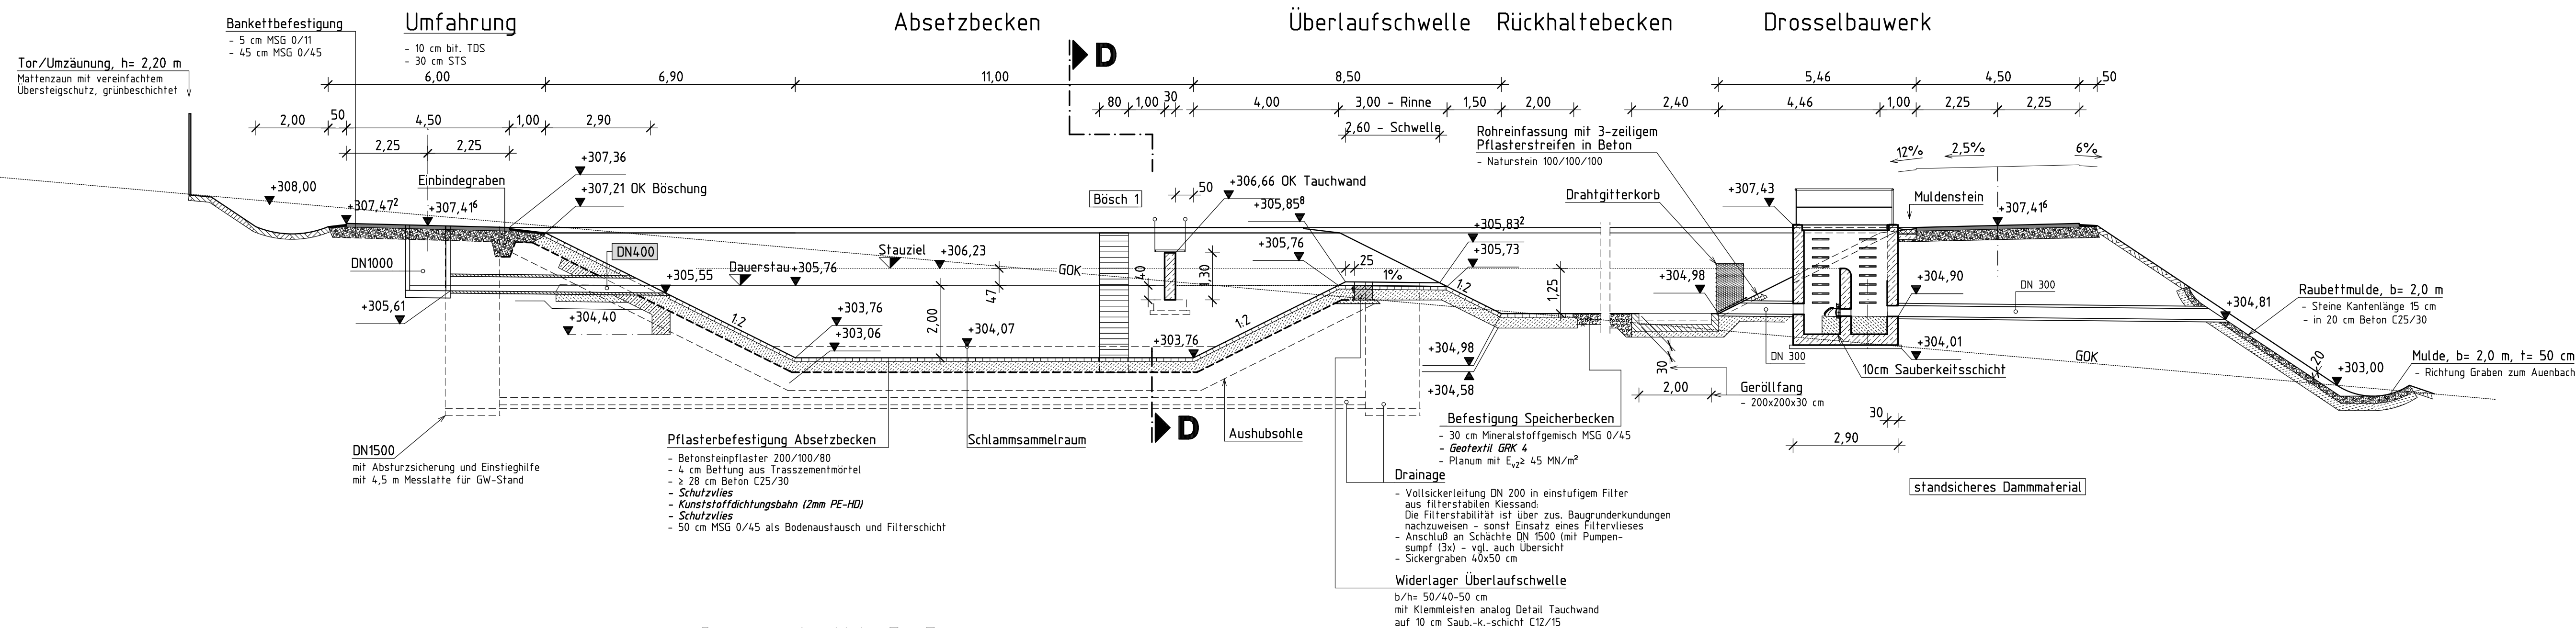 Umfahrung
Absetzbecken
Überlaufschwelle
Rückhaltebecken
Drosselbauwerk
Bankettbefestigung
- 5 cm MSG 0/11
- 45 cm MSG 0/45
- 10 cm bit. TDS
- 30 cm STS
Tor/Umzäunung, h= 2,20 m
Mattenzaun mit vereinfachtem
Übersteigschutz, grünbeschichtet
D
6,00
6,90
11,00
8,50
5,46
4,50
50
80
1,00
30
4,00
3,00 - Rinne
1,50
2,00
2,40
4,46
1,00
2,25
2,25
2,00
50
4,50
1,00
2,90
2,60 - Schwelle
2,25
2,25
Rohreinfassung mit 3-zeiligem
Pflasterstreifen in Beton
- Naturstein 100/100/100
12%
2,5%
6%
+307,36
+307,21 OK Böschung
Einbindegraben
+308,00
+307,47²
+307,41⁶
Bösch 1
50
+306,66 OK Tauchwand
+305,85⁸
Drahtgitterkorb
+307,43
Muldenstein
+307,41⁶
+305,83²
+305,73
DN1000
DN400
Stauziel
+306,23
Dauerstau
+305,76
GOK
+305,76
25
1%
1:2
40
1,30
47
+305,55
+305,61
+304,40
1:2
2,00
+303,76
+303,06
+304,07
+303,76
1:2
1,25
+304,98
+304,90
DN 300
+304,81
Raubettmulde, b= 2,0 m
- Steine Kantenlänge 15 cm
- in 20 cm Beton C25/30
+304,98
+304,58
30
DN 300
+304,01
10cm Sauberkeitsschicht
GOK
20
+303,00
Mulde, b= 2,0 m, t= 50 cm
- Richtung Graben zum Auenbach
2,00
Geröllfang
- 200x200x30 cm
30
2,90
D
DN1500
mit Absturzsicherung und Einstieghilfe
mit 4,5 m Messlatte für GW-Stand
Pflasterbefestigung Absetzbecken
- Betonsteinpflaster 200/100/80
- 4 cm Bettung aus Trasszementmörtel
- ≥ 28 cm Beton C25/30
- Schutzvlies
- Kunststoffdichtungsbahn (2mm PE-HD)
- Schutzvlies
- 50 cm MSG 0/45 als Bodenaustausch und Filterschicht
Schlammsammelraum
Aushubsohle
Befestigung Speicherbecken
- 30 cm Mineralstoffgemisch MSG 0/45
- Geotextil GRK 4
- Planum mit Ev2≥ 45 MN/m²
Drainage
- Vollsickerleitung DN 200 in einstufigem Filter
aus filterstabilen Kiessand:
Die Filterstabilität ist über zus. Baugrunderkundungen
nachzuweisen - sonst Einsatz eines Filtervlieses
- Anschluß an Schächte DN 1500 (mit Pumpen-
sumpf (3x) - vgl. auch Übersicht
- Sickergraben 40x50 cm
Widerlager Überlaufschwelle
b/h= 50/40-50 cm
mit Klemmleisten analog Detail Tauchwand
auf 10 cm Saub.-k.-schicht C12/15
standsicheres Dammmaterial